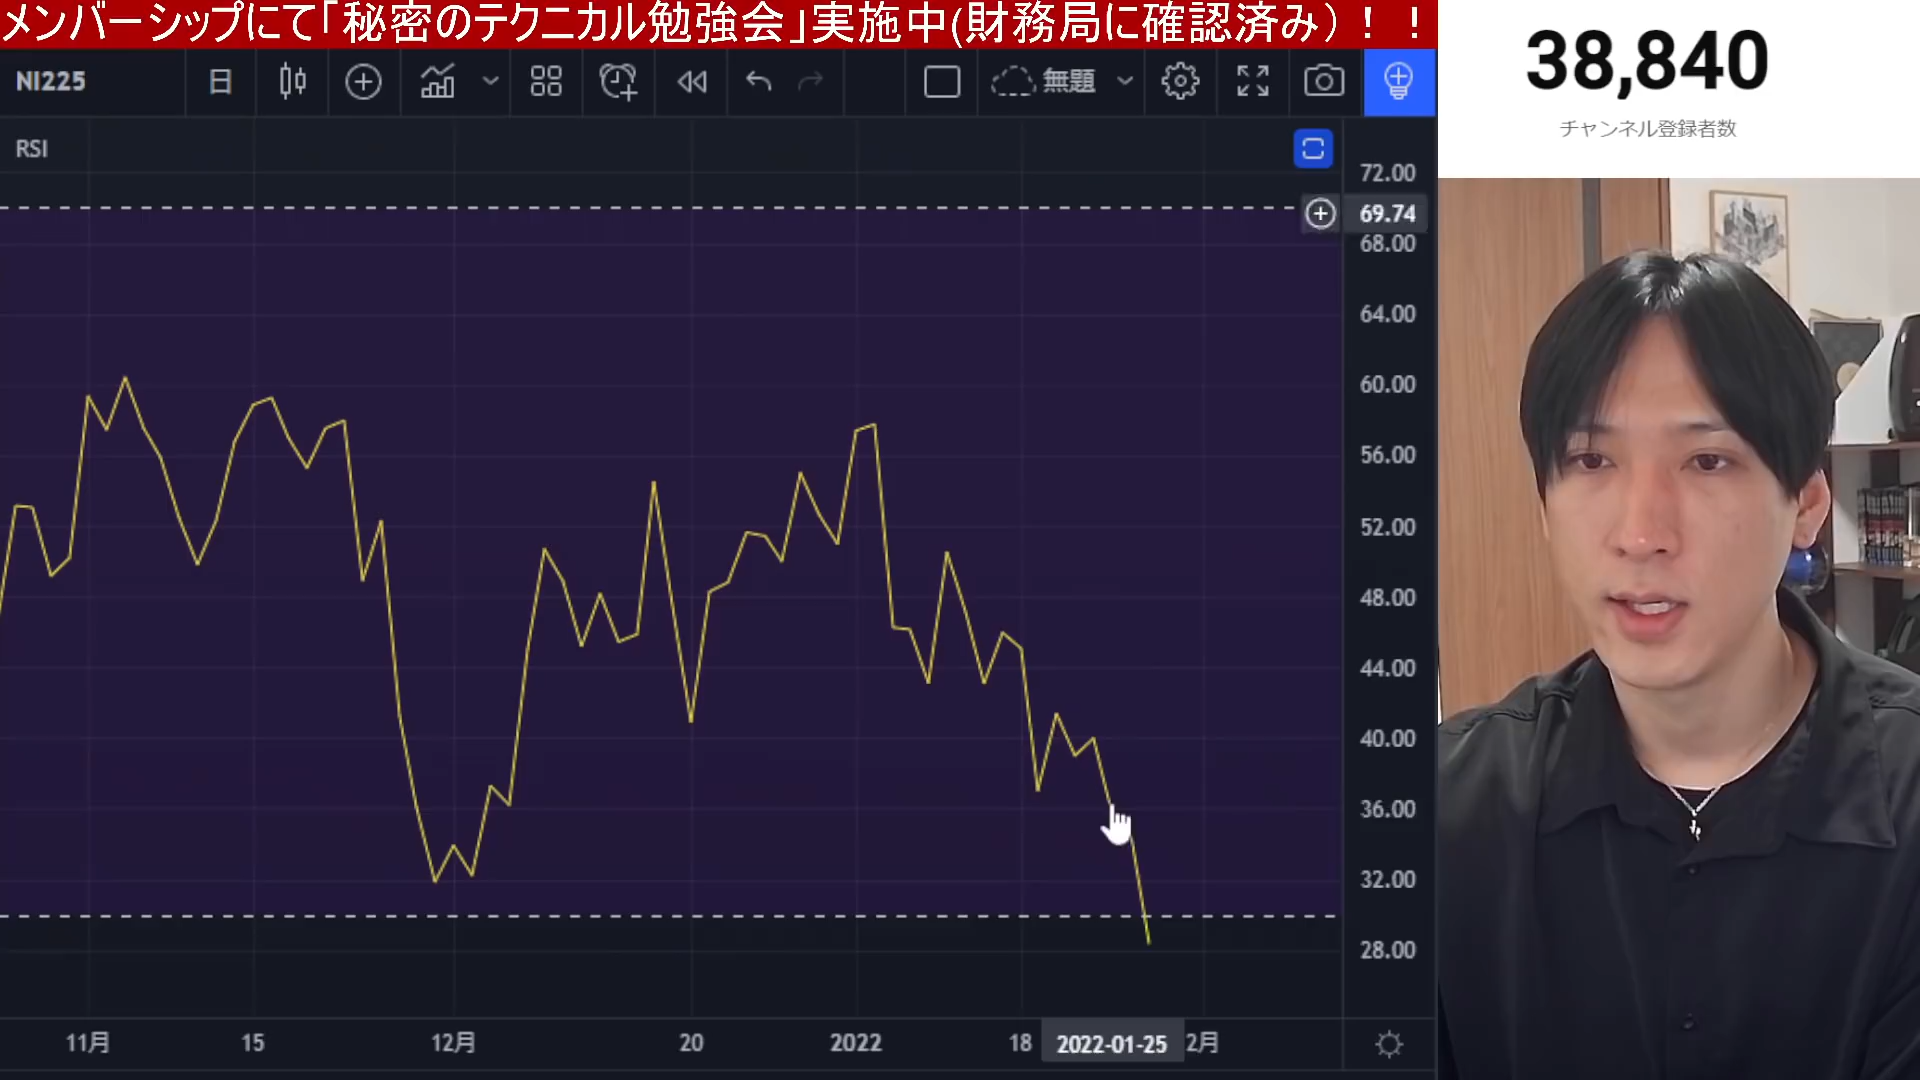 メンバーシップにて「秘密のテクニカル勉強会」実施中(財務局に確認済み）！！
38,840
チャンネル登録者数
NI225
日
無題
RSI
72.00
69.74
68.00
64.00
60.00
56.00
52.00
48.00
44.00
40.00
36.00
32.00
28.00
11月 15 12月 20 2022 18 2022-01-25 2月